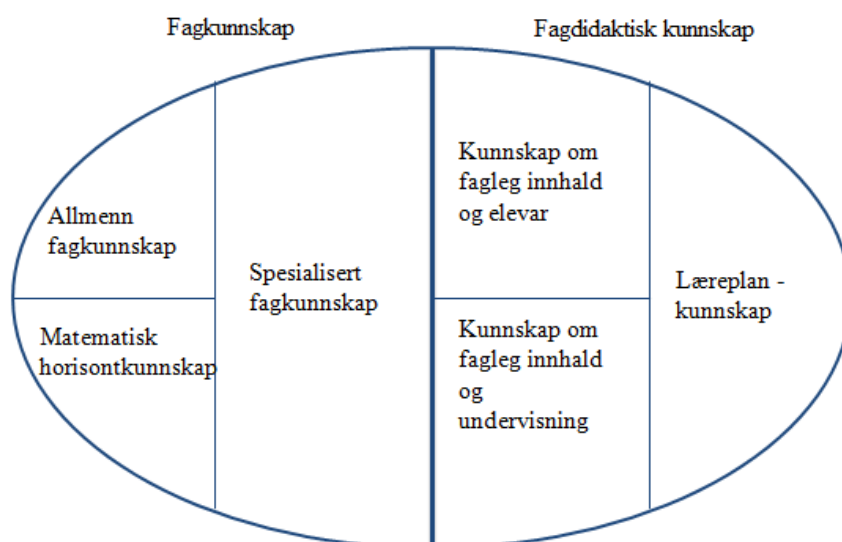 Fagkunnskap
Fagdidaktisk kunnskap
Allmenn
fagkunnskap
Matematisk
horisontkunnskap
Spesialisert
fagkunnskap
Kunnskap om
fagleg innhald
og elevar
Kunnskap om
fagleg innhald
og
undervisning
Læreplan -
kunnskap